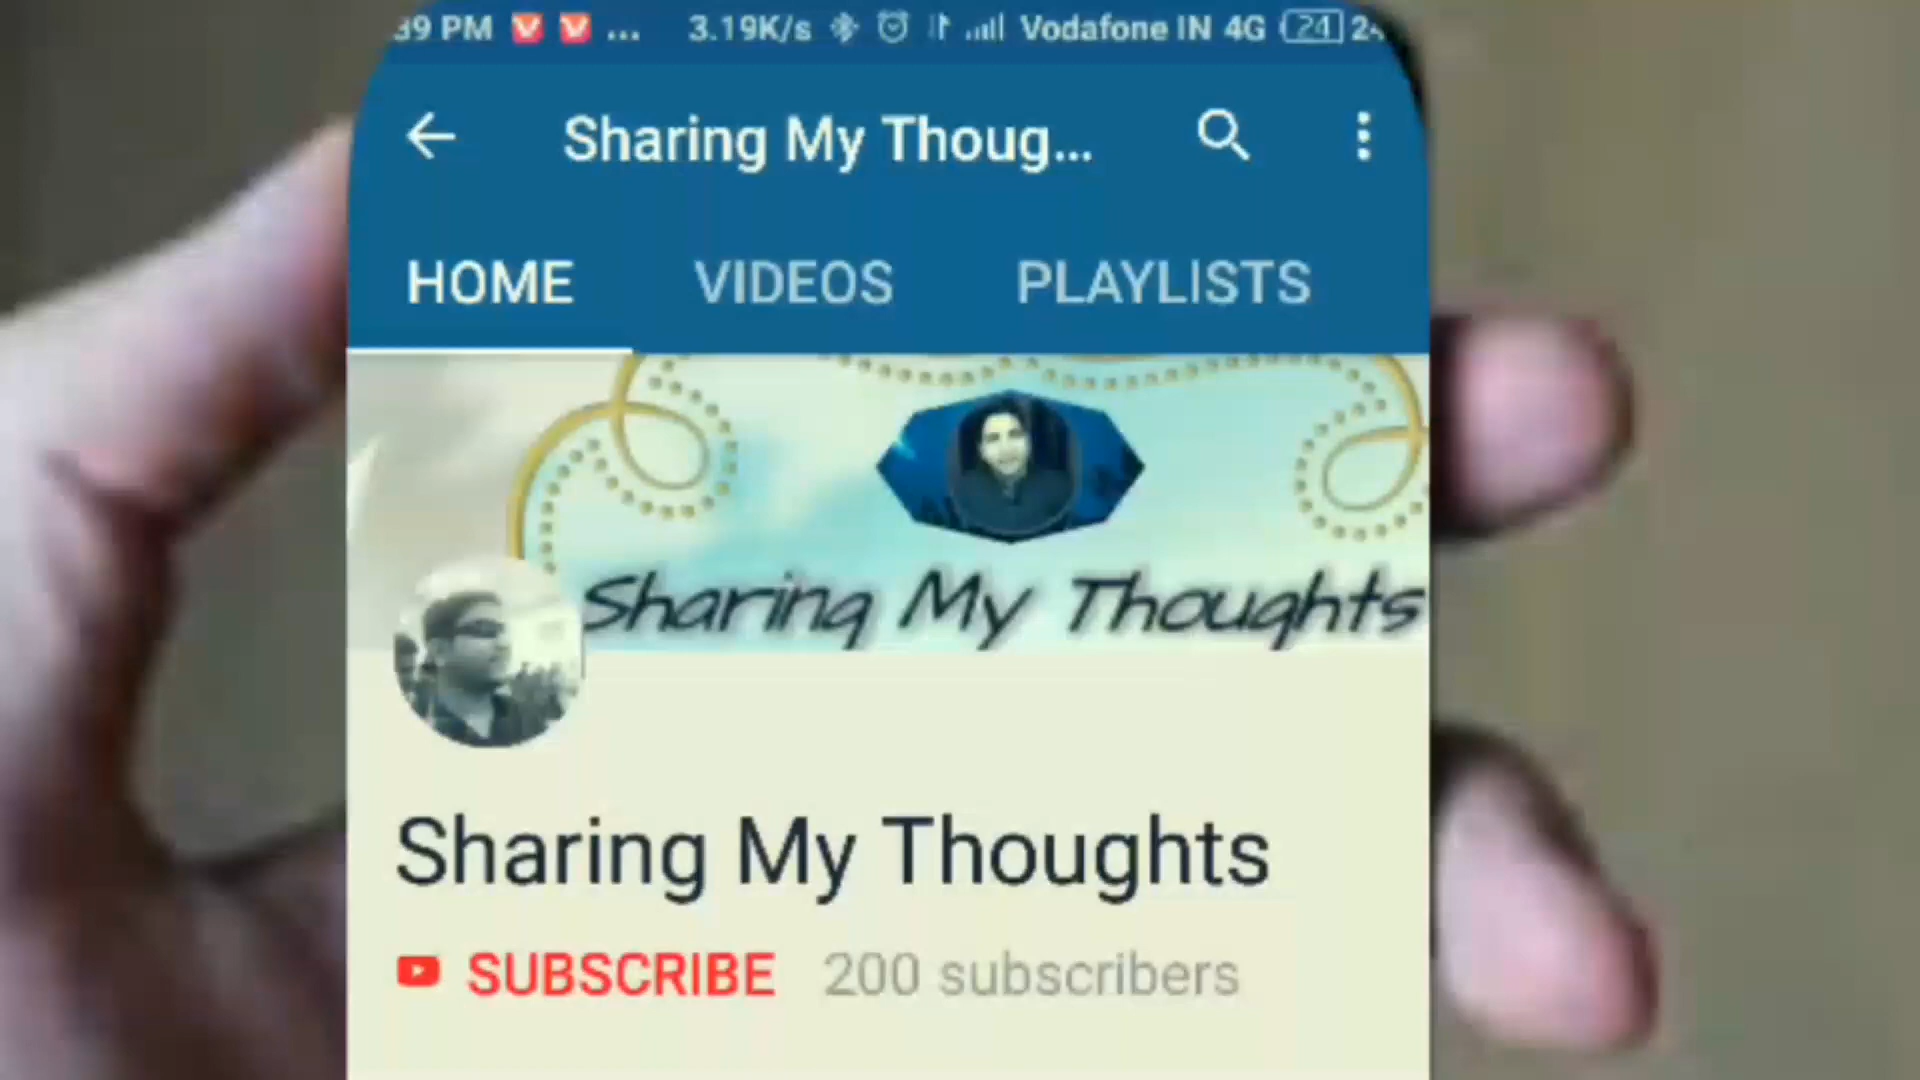 39 PM ... 3.19K/s Vodafone IN 4G 24
Sharing My Thoug...
HOME VIDEOS PLAYLISTS
Sharing My Thoughts
Sharing My Thoughts
SUBSCRIBE 200 subscribers